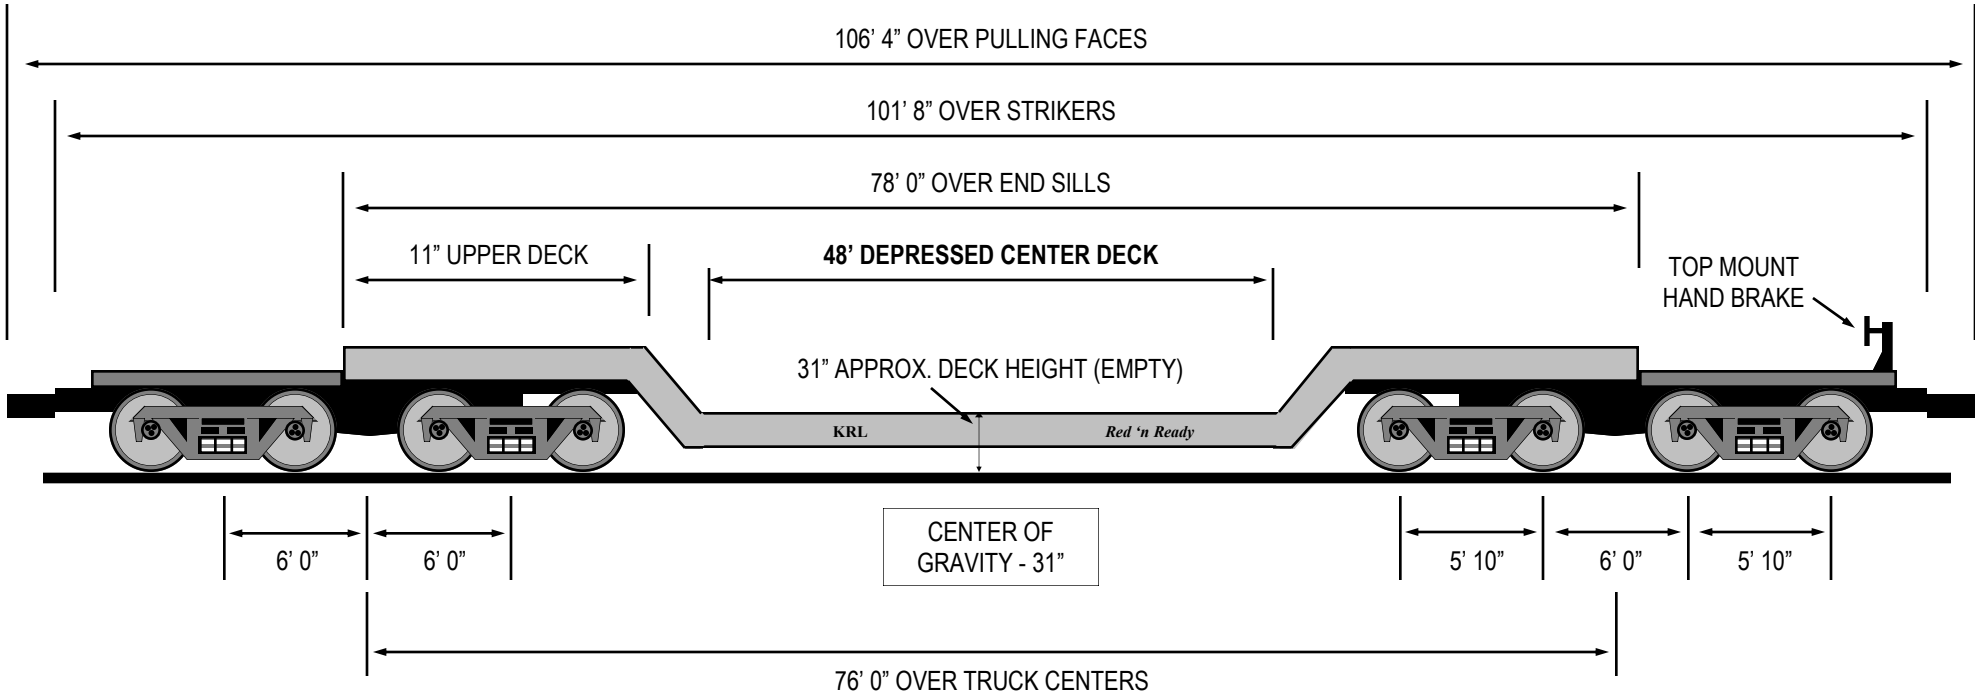 106’ 4” OVER PULLING FACES
101’ 8” OVER STRIKERS
78’ 0” OVER END SILLS
11” UPPER DECK
48’ DEPRESSED CENTER DECK
TOP MOUNT
HAND BRAKE
31” APPROX. DECK HEIGHT (EMPTY)
KRL
Red ‘n Ready
CENTER OF
GRAVITY - 31”
6’ 0”
6’ 0”
5’ 10”
6’ 0”
5’ 10”
76’ 0” OVER TRUCK CENTERS